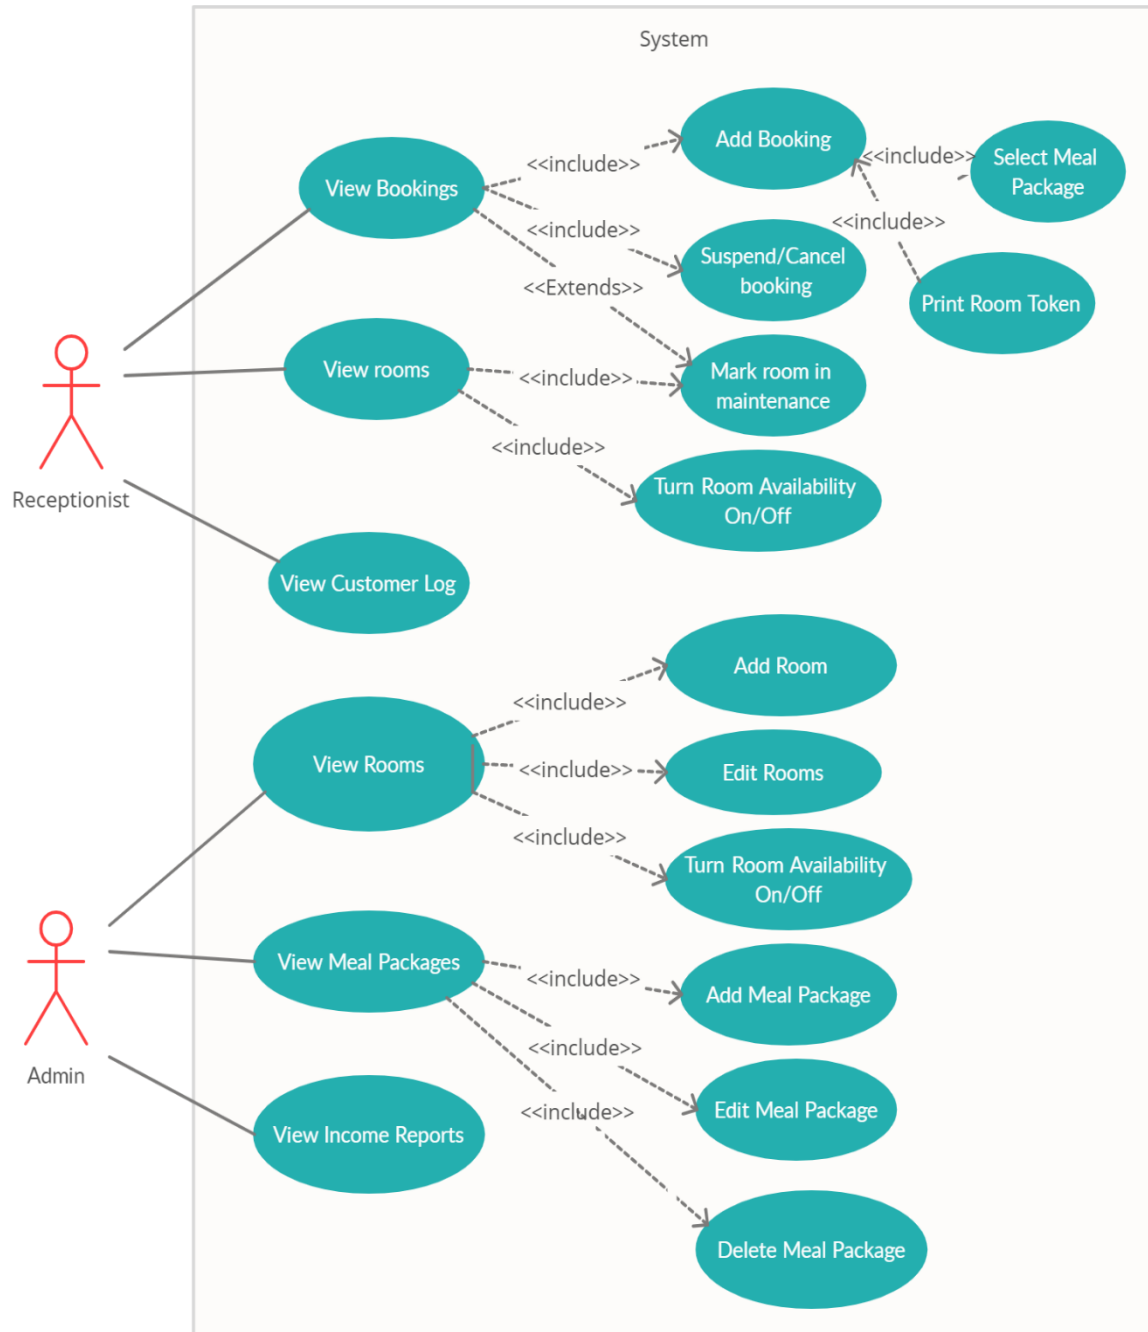 System
Add Booking
<<include>>
<<include>>
Select Meal
Package
View Bookings
<<include>>
<<include>>
Suspend/Cancel
booking
<<Extends>>
Print Room Token
View rooms
<<include>>
Mark room in
maintenance
<<include>>
Turn Room Availability
On/Off
Receptionist
View Customer Log
Add Room
<<include>>
View Rooms
<<include>>
Edit Rooms
<<include>>
Turn Room Availability
On/Off
View Meal Packages
<<include>>
Add Meal Package
<<include>>
Admin
Edit Meal Package
<<include>>
View Income Reports
Delete Meal Package